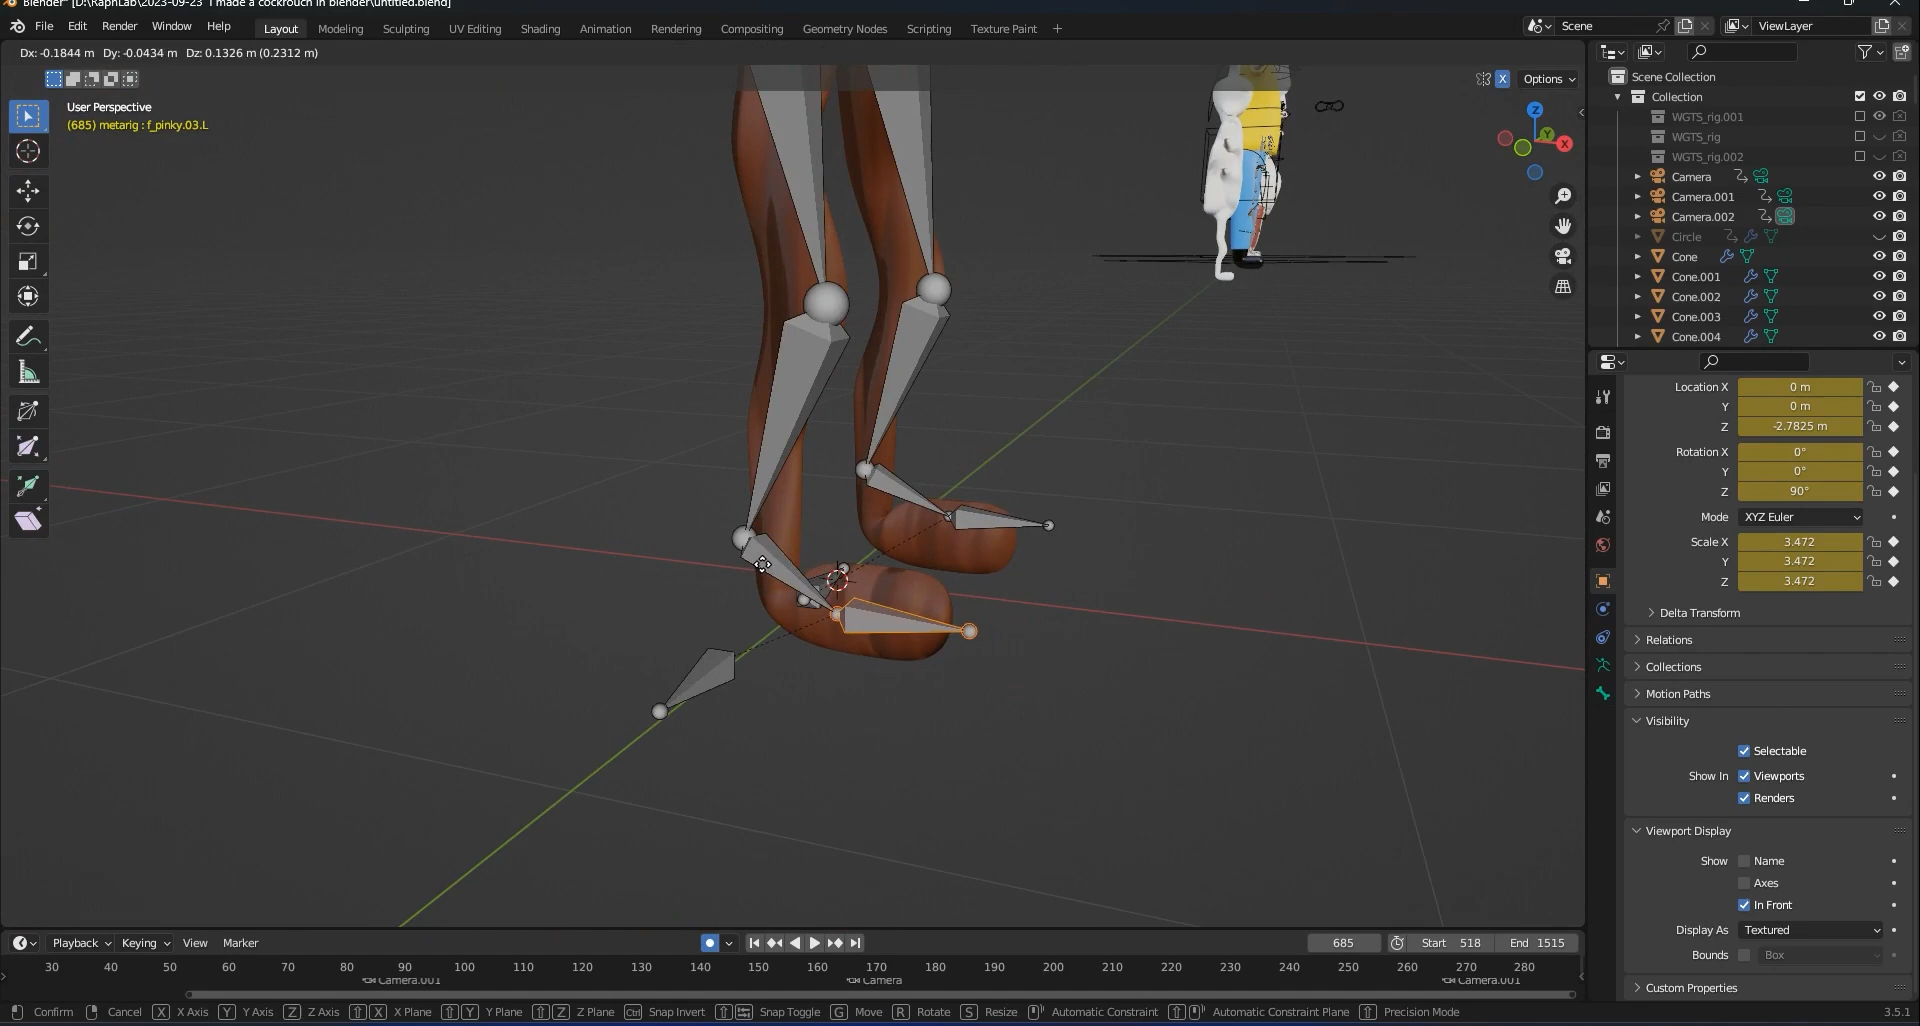 Blender* [D:\RaphLab\2023-09-23 I made a cockrouch in blender\untitled.blend]
File Edit Render Window Help Layout Modeling Sculpting UV Editing Shading Animation Rendering Compositing Geometry Nodes Scripting Texture Paint + Scene ViewLayer
Dx: -0.1844 m Dy: -0.0434 m Dz: 0.1326 m (0.2312 m)
X Options
User Perspective
(685) metarig : f_pinky.03.L
Z
Y
X
Scene Collection
Collection
WGTS_rig.001
WGTS_rig
WGTS_rig.002
Camera
Camera.001
Camera.002
Circle
Cone
Cone.001
Cone.002
Cone.003
Cone.004
Location X 0 m
Y 0 m
Z -2.7825 m
Rotation X 0°
Y 0°
Z 90°
Mode XYZ Euler
Scale X 3.472
Y 3.472
Z 3.472
Delta Transform
Relations
Collections
Motion Paths
Visibility
Selectable
Show In Viewports
Renders
Viewport Display
Show Name
Axes
In Front
Display As Textured
Bounds Box
Custom Properties
Playback Keying View Marker 685 Start 518 End 1515
30 40 50 60 70 80 90 100 110 120 130 140 150 160 170 180 190 200 210 220 230 240 250 260 270 280
Camera.001 Camera Camera.001
Confirm Cancel X X Axis Y Y Axis Z Z Axis X X Plane Y Y Plane Z Z Plane Ctrl Snap Invert Snap Toggle G Move R Rotate S Resize Automatic Constraint Automatic Constraint Plane Precision Mode 3.5.1